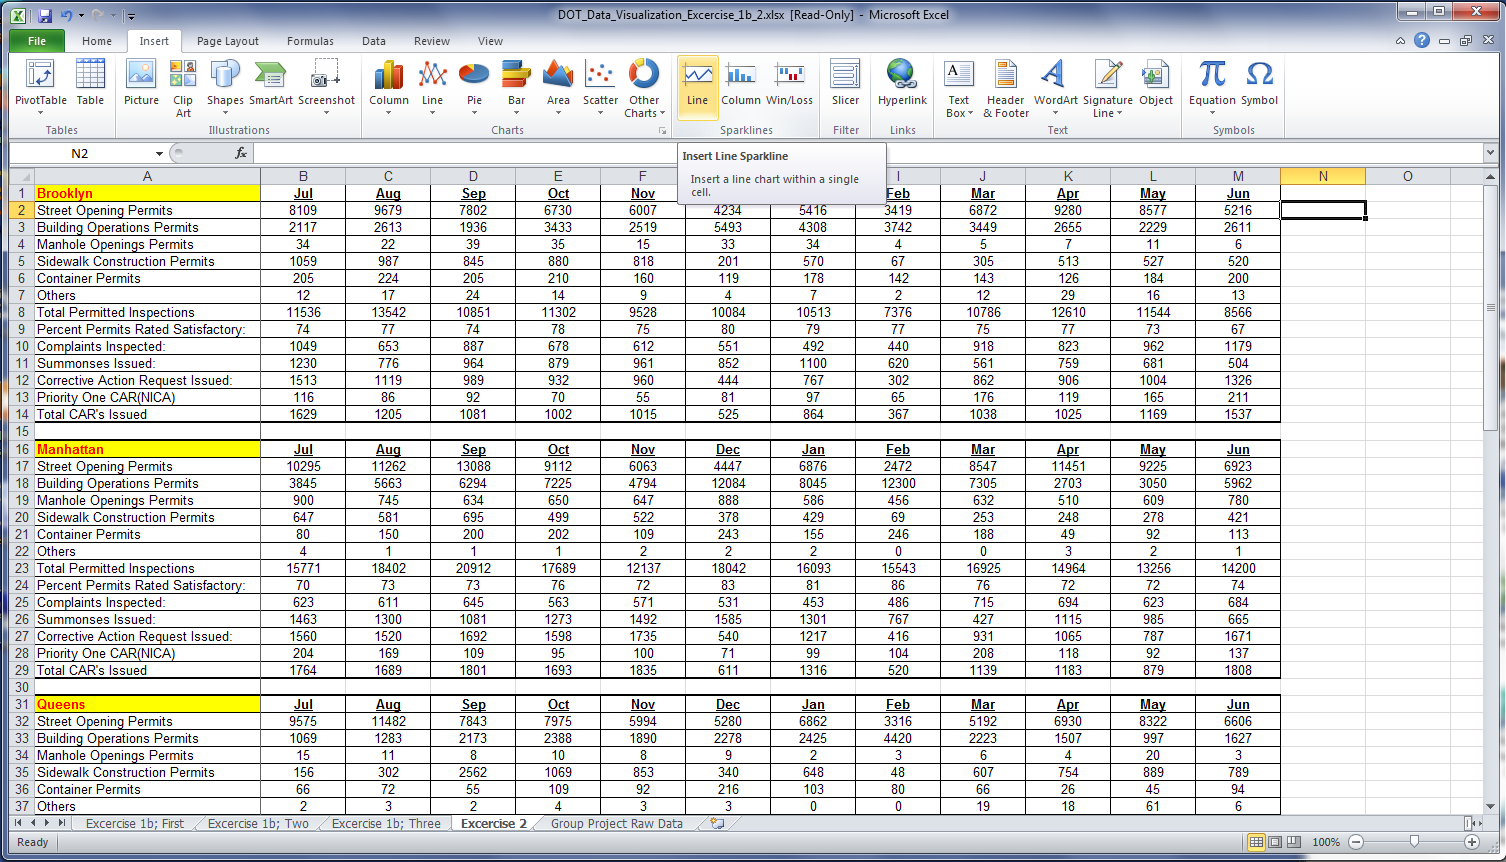 DOT_Data_Visualization_Excercise_1b_2.xlsx [Read-Only] - Microsoft Excel
File Home Insert Page Layout Formulas Data Review View
PivotTable Table Picture Clip Art Shapes SmartArt Screenshot Column Line Pie Bar Area Scatter Other Charts Line Column Win/Loss Slicer Hyperlink Text Box Header & Footer WordArt Signature Line Object Equation Symbol
Tables Illustrations Charts Sparklines Filter Links Text Symbols
N2 fx
Insert Line Sparkline
Insert a line chart within a single
cell.
A B C D E F I J K L M N O
1 Brooklyn Jul Aug Sep Oct Nov Feb Mar Apr May Jun
2 Street Opening Permits 8109 9679 7802 6730 6007 4234 5416 3419 6872 9280 8577 5216
3 Building Operations Permits 2117 2613 1936 3433 2519 5493 4308 3742 3449 2655 2229 2611
4 Manhole Openings Permits 34 22 39 35 15 33 34 4 5 7 11 6
5 Sidewalk Construction Permits 1059 987 845 880 818 201 570 67 305 513 527 520
6 Container Permits 205 224 205 210 160 119 178 142 143 126 184 200
7 Others 12 17 24 14 9 4 7 2 12 29 16 13
8 Total Permitted Inspections 11536 13542 10851 11302 9528 10084 10513 7376 10786 12610 11544 8566
9 Percent Permits Rated Satisfactory: 74 77 74 78 75 80 79 77 75 77 73 67
10 Complaints Inspected: 1049 653 887 678 612 551 492 440 918 823 962 1179
11 Summonses Issued: 1230 776 964 879 961 852 1100 620 561 759 681 504
12 Corrective Action Request Issued: 1513 1119 989 932 960 444 767 302 862 906 1004 1326
13 Priority One CAR(NICA) 116 86 92 70 55 81 97 65 176 119 165 211
14 Total CAR's Issued 1629 1205 1081 1002 1015 525 864 367 1038 1025 1169 1537
15
16 Manhattan Jul Aug Sep Oct Nov Dec Jan Feb Mar Apr May Jun
17 Street Opening Permits 10295 11262 13088 9112 6063 4447 6876 2472 8547 11451 9225 6923
18 Building Operations Permits 3845 5663 6294 7225 4794 12084 8045 12300 7305 2703 3050 5962
19 Manhole Openings Permits 900 745 634 650 647 888 586 456 632 510 609 780
20 Sidewalk Construction Permits 647 581 695 499 522 378 429 69 253 248 278 421
21 Container Permits 80 150 200 202 109 243 155 246 188 49 92 113
22 Others 4 1 1 1 2 2 2 0 0 3 2 1
23 Total Permitted Inspections 15771 18402 20912 17689 12137 18042 16093 15543 16925 14964 13256 14200
24 Percent Permits Rated Satisfactory: 70 73 73 76 72 83 81 86 76 72 72 74
25 Complaints Inspected: 623 611 645 563 571 531 453 486 715 694 623 684
26 Summonses Issued: 1463 1300 1081 1273 1492 1585 1301 767 427 1115 985 665
27 Corrective Action Request Issued: 1560 1520 1692 1598 1735 540 1217 416 931 1065 787 1671
28 Priority One CAR(NICA) 204 169 109 95 100 71 99 104 208 118 92 137
29 Total CAR's Issued 1764 1689 1801 1693 1835 611 1316 520 1139 1183 879 1808
30
31 Queens Jul Aug Sep Oct Nov Dec Jan Feb Mar Apr May Jun
32 Street Opening Permits 9575 11482 7843 7975 5994 5280 6862 3316 5192 6930 8322 6606
33 Building Operations Permits 1069 1283 2173 2388 1890 2278 2425 4420 2223 1507 997 1627
34 Manhole Openings Permits 15 11 8 10 8 9 2 3 6 4 20 3
35 Sidewalk Construction Permits 156 302 2562 1069 853 340 648 48 607 754 889 789
36 Container Permits 66 72 55 109 92 216 103 80 66 26 45 94
37 Others 2 3 2 4 3 3 0 0 19 18 61 6
Excercise 1b; First Excercise 1b; Two Excercise 1b; Three Excercise 2 Group Project Raw Data
Ready 100%